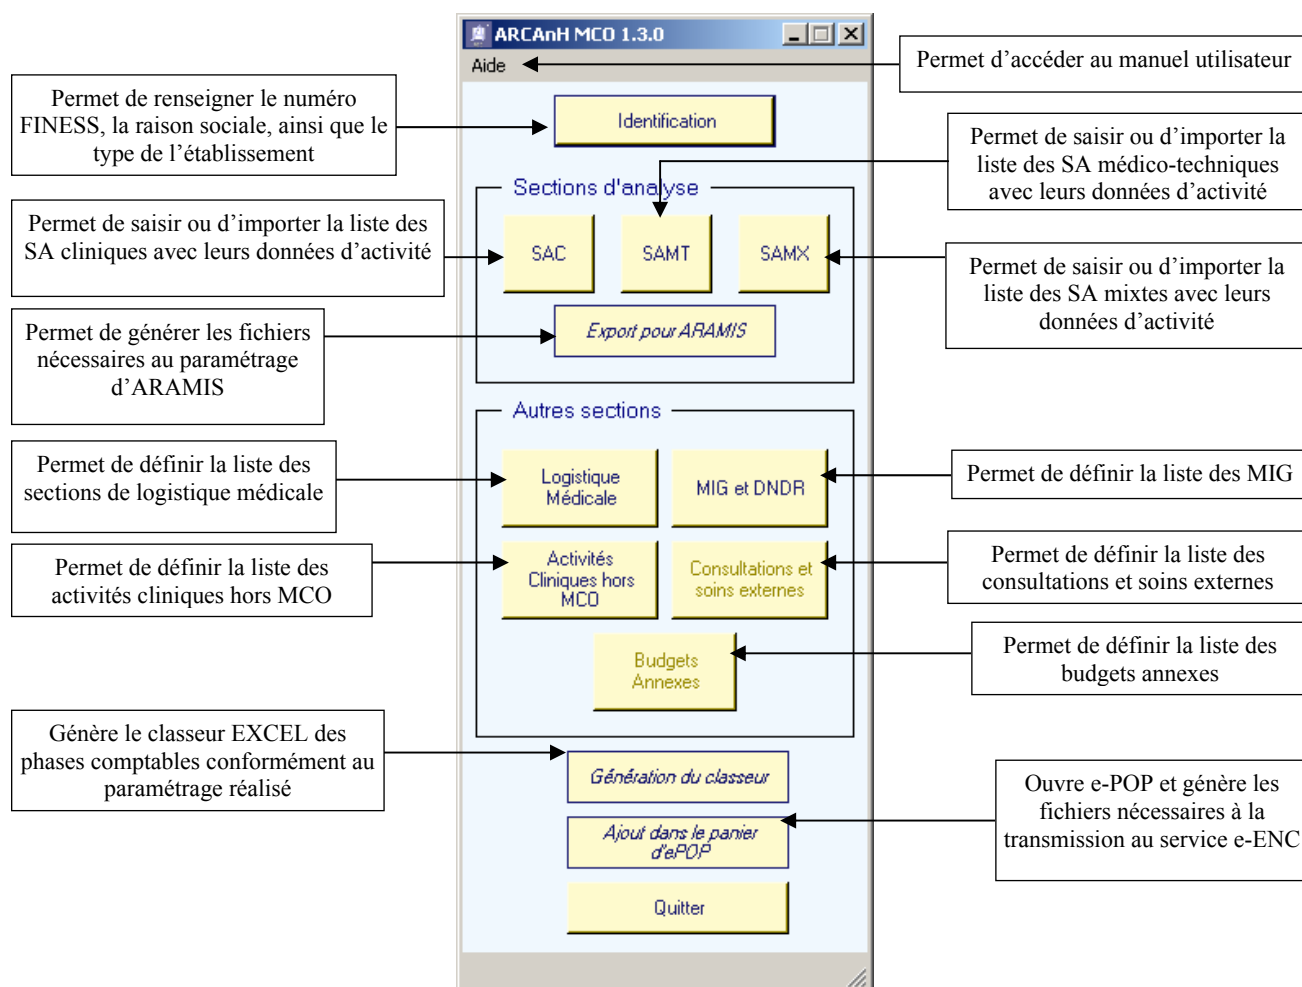 ARCAnH MCO 1.3.0
Aide
Permet d'accéder au manuel utilisateur
Permet de renseigner le numéro
FINESS, la raison sociale, ainsi que le
type de l'établissement
Identification
Permet de saisir ou d'importer la
liste des SA médico-techniques
avec leurs données d'activité
Sections d'analyse
Permet de saisir ou d'importer la liste des
SA cliniques avec leurs données d'activité
SAC
SAMT
SAMX
Permet de saisir ou d'importer la
liste des SA mixtes avec leurs
données d'activité
Permet de générer les fichiers
nécessaires au paramétrage
d'ARAMIS
Export pour ARAMIS
Autres sections
Permet de définir la liste des
sections de logistique médicale
Logistique
Médicale
MIG et DNDR
Permet de définir la liste des MIG
Permet de définir la liste des
activités cliniques hors MCO
Activités
Cliniques hors
MCO
Consultations et
soins externes
Permet de définir la liste des
consultations et soins externes
Budgets
Annexes
Permet de définir la liste des
budgets annexes
Génère le classeur EXCEL des
phases comptables conformément au
paramétrage réalisé
Génération du classeur
Ouvre e-POP et génère les
fichiers nécessaires à la
transmission au service e-ENC
Ajout dans le panier
d'ePOP
Quitter